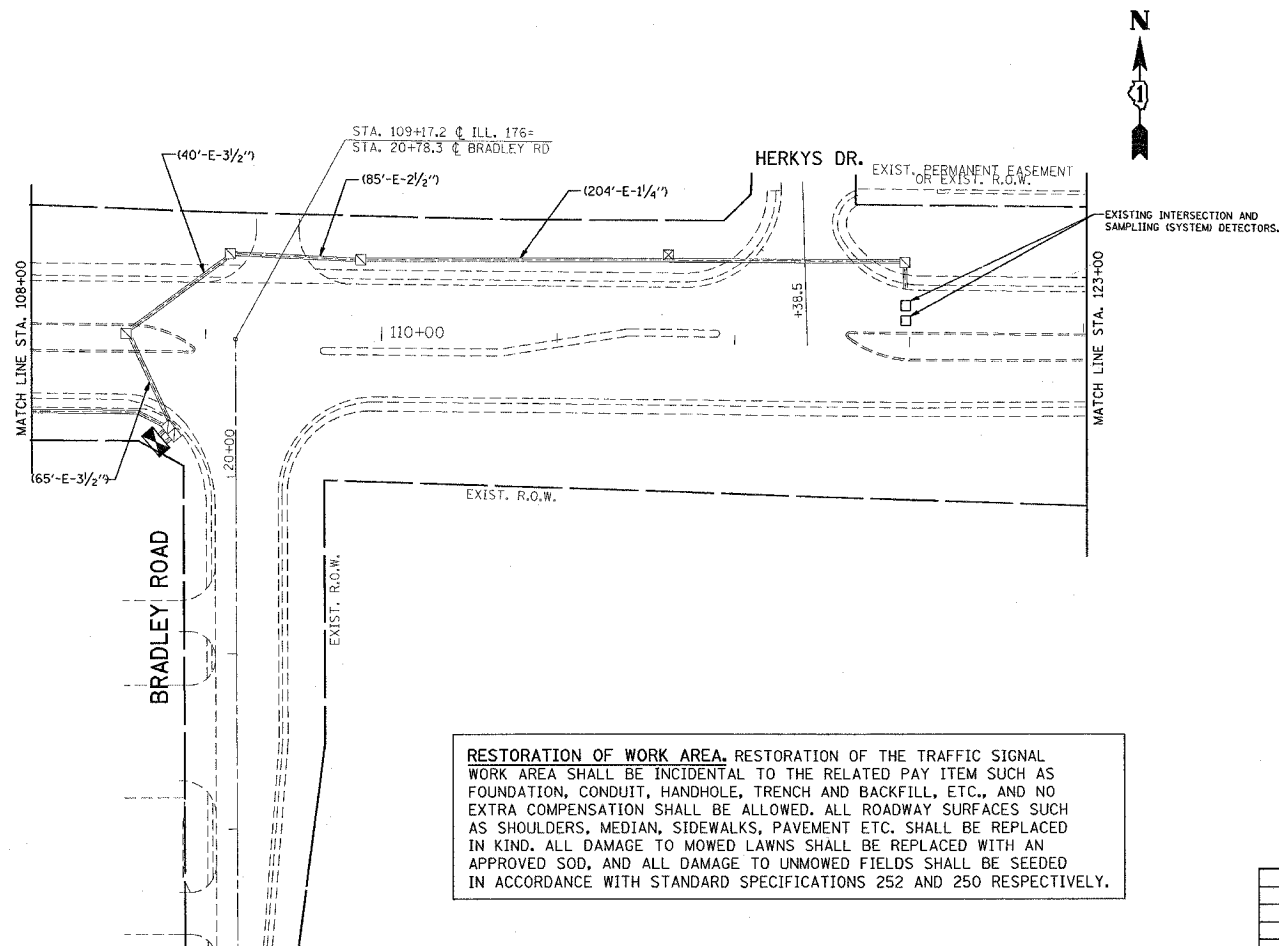 N
1
STA. 109+17.2 ℄ ILL. 176=
STA. 20+78.3 ℄ BRADLEY RD
(40'-E-3½")
(85'-E-2½")
(204'-E-1¼")
HERKYS DR.
EXIST. PERMANENT EASEMENT
OR EXIST. R.O.W.
EXISTING INTERSECTION AND
SAMPLIING (SYSTEM) DETECTORS.
MATCH LINE STA. 108+00
110+00
+38.5
MATCH LINE STA. 123+00
20+00
(65'-E-3½")
EXIST. R.O.W.
EXIST. R.O.W.
BRADLEY ROAD
RESTORATION OF WORK AREA. RESTORATION OF THE TRAFFIC SIGNAL
WORK AREA SHALL BE INCIDENTAL TO THE RELATED PAY ITEM SUCH AS
FOUNDATION, CONDUIT, HANDHOLE, TRENCH AND BACKFILL, ETC., AND NO
EXTRA COMPENSATION SHALL BE ALLOWED. ALL ROADWAY SURFACES SUCH
AS SHOULDERS, MEDIAN, SIDEWALKS, PAVEMENT ETC. SHALL BE REPLACED
IN KIND. ALL DAMAGE TO MOWED LAWNS SHALL BE REPLACED WITH AN
APPROVED SOD, AND ALL DAMAGE TO UNMOWED FIELDS SHALL BE SEEDED
IN ACCORDANCE WITH STANDARD SPECIFICATIONS 252 AND 250 RESPECTIVELY.